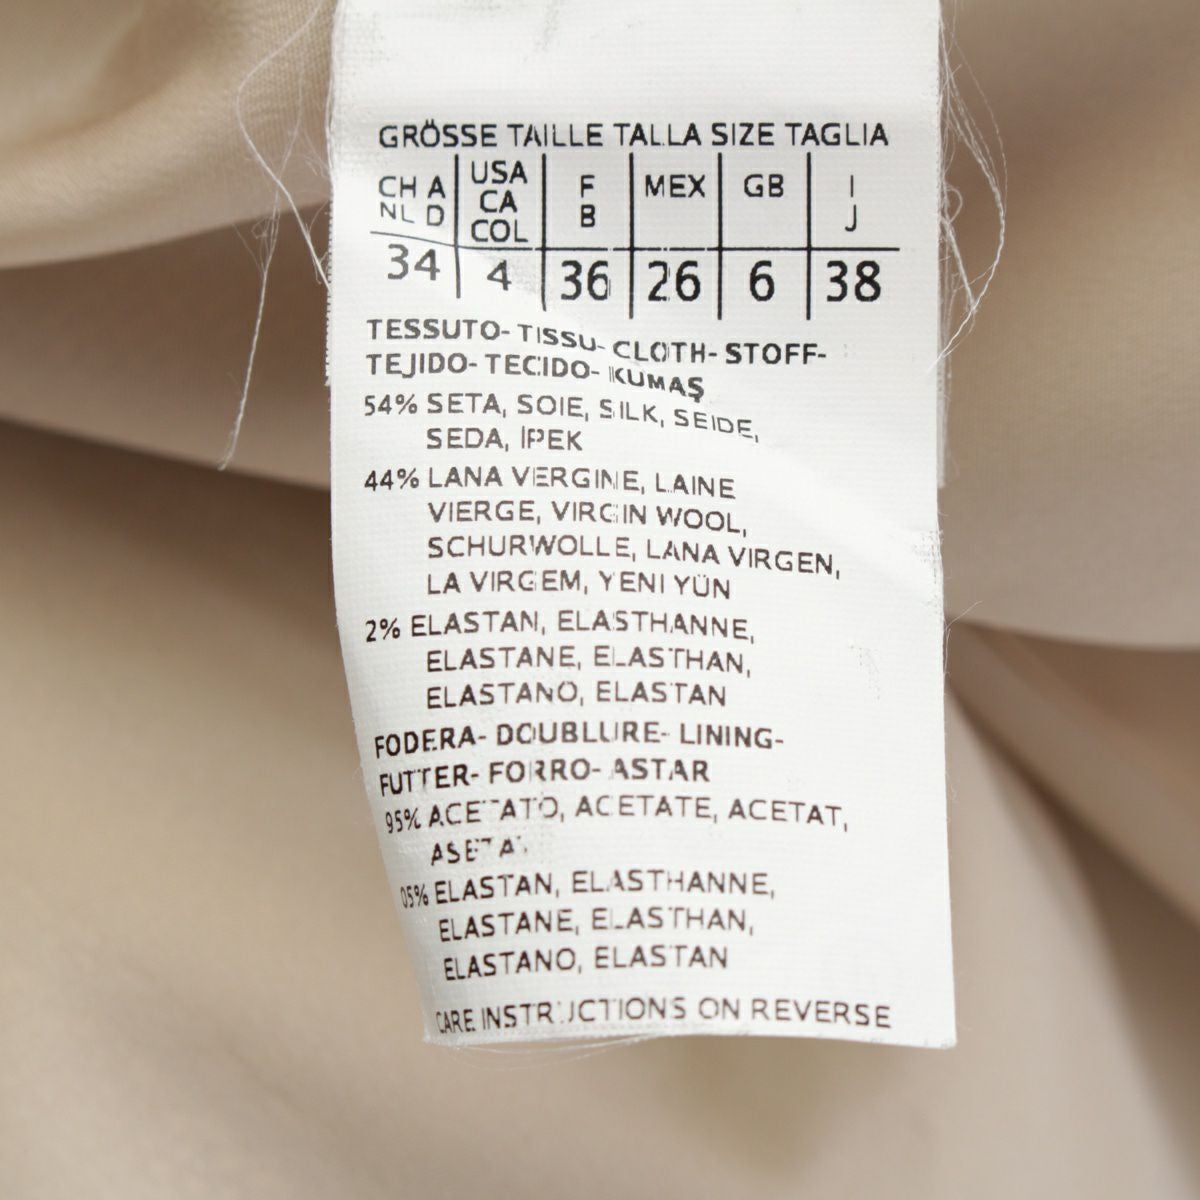 GRÖSSE TAILLE TALLA SIZE TAGLIA
CH A NL D | USA CA COL | F B | MEX | GB | I J
34 | 4 | 36 | 26 | 6 | 38
TESSUTO- TISSU- CLOTH- STOFF-
TEJIDO- TECIDO- KUMAŞ
54% SETA, SOIE, SILK, SEIDE,
SEDA, İPEK
44% LANA VERGINE, LAINE
VIERGE, VIRGIN WOOL,
SCHURWOLLE, LANA VIRGEN,
LA VIRGEM, YENI YÜN
2% ELASTAN, ELASTHANNE,
ELASTANE, ELASTHAN,
ELASTANO, ELASTAN
FODERA- DOUBLURE- LINING-
FUTTER- FORRO- ASTAR
95% ACETATO, ACETATE, ACETAT,
ASETAT
05% ELASTAN, ELASTHANNE,
ELASTANE, ELASTHAN,
ELASTANO, ELASTAN
CARE INSTRUCTIONS ON REVERSE